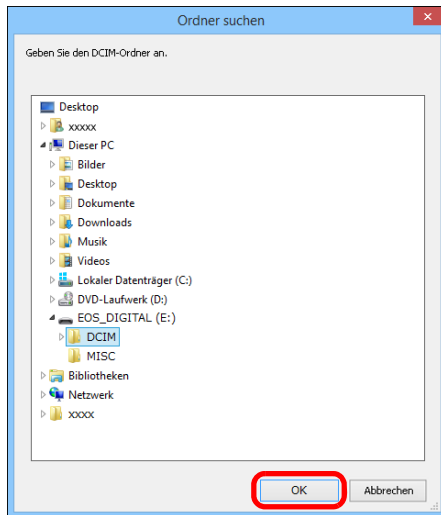 Ordner suchen
Geben Sie den DCIM-Ordner an.
Desktop
xxxxx
Dieser PC
Bilder
Desktop
Dokumente
Downloads
Musik
Videos
Lokaler Datenträger (C:)
DVD-Laufwerk (D:)
EOS_DIGITAL (E:)
DCIM
MISC
Bibliotheken
Netzwerk
xxxx
OK Abbrechen